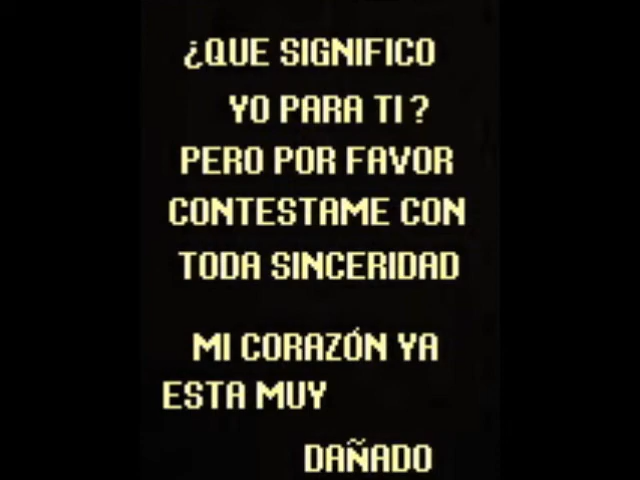 ¿QUE SIGNIFICO
YO PARA TI?
PERO POR FAVOR
CONTESTAME CON
TODA SINCERIDAD
MI CORAZÓN YA
ESTA MUY
DAÑADO